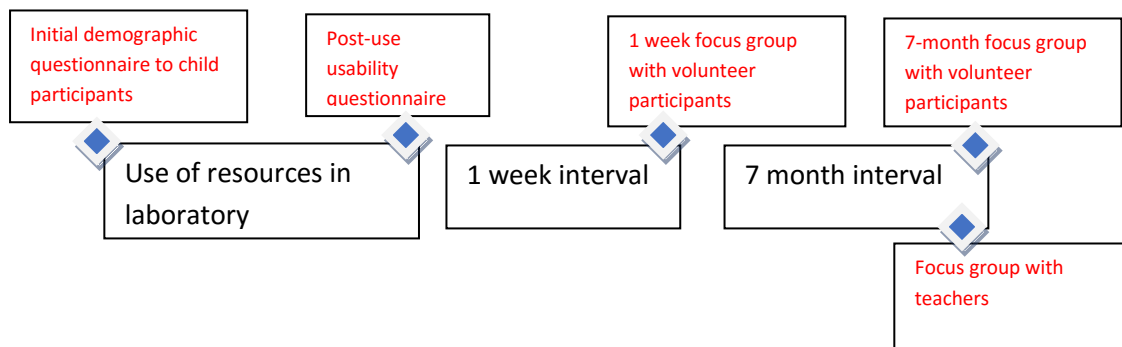 Initial demographic
questionnaire to child
participants
Post-use
usability
questionnaire
1 week focus group
with volunteer
participants
7-month focus group
with volunteer
participants
Use of resources in
laboratory
1 week interval
7 month interval
Focus group with
teachers